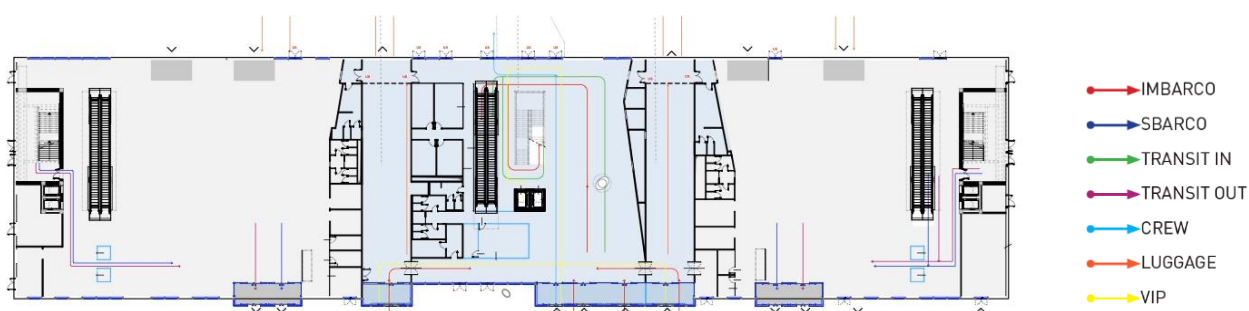 IMBARCO
SBARCO
TRANSIT IN
TRANSIT OUT
CREW
LUGGAGE
VIP